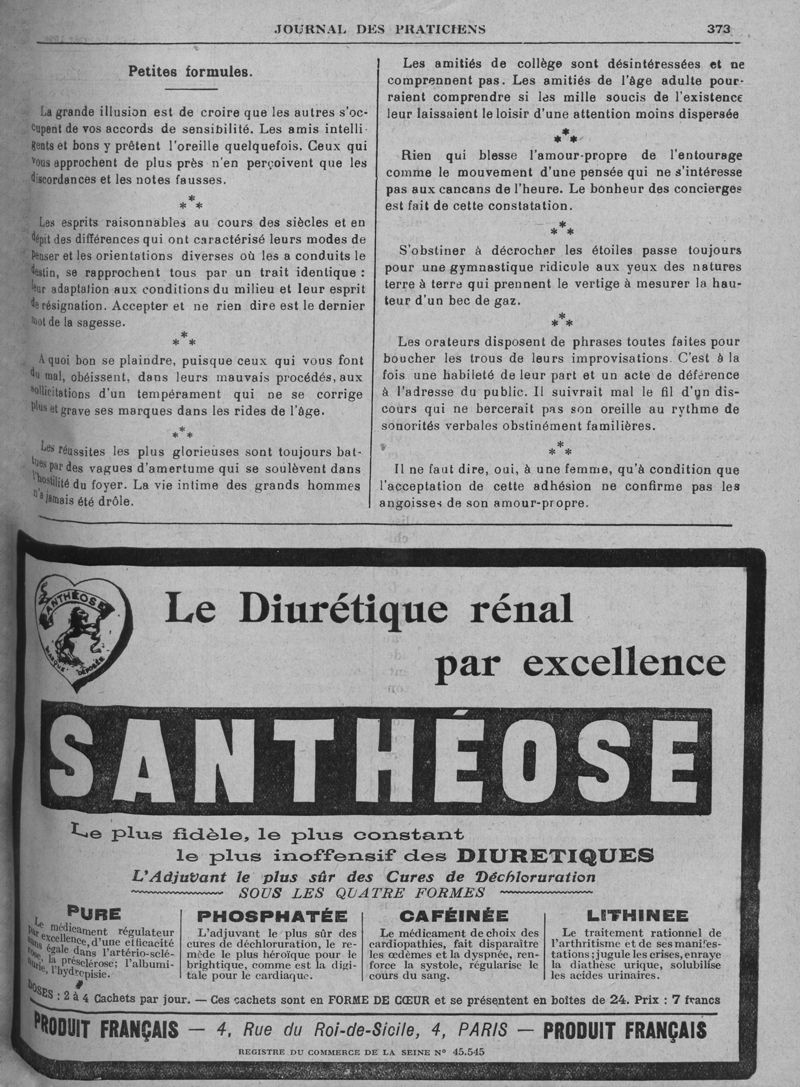 JOURNAL DES PRATICIENS 373
Petites formules.
La grande illusion est de croire que les autres s'oc-
cupent de vos accords de sensibilité. Les amis intelli-
gents et bons y prêtent l'oreille quelquefois. Ceux qui
vous approchent de plus près n'en perçoivent que les
discordances et les notes fausses.
***
Les esprits raisonnables au cours des siècles et en
dépit des différences qui ont caractérisé leurs modes de
penser et les orientations diverses où les a conduits le
destin, se rapprochent tous par un trait identique :
leur adaptation aux conditions du milieu et leur esprit
de résignation. Accepter et ne rien dire est le dernier
mot de la sagesse.
***
A quoi bon se plaindre, puisque ceux qui vous font
du mal, obéissent, dans leurs mauvais procédés, aux
sollicitations d'un tempérament qui ne se corrige
plus et grave ses marques dans les rides de l'âge.
***
Les réussites les plus glorieuses sont toujours bat-
tues par des vagues d'amertume qui se soulèvent dans
l'hostilité du foyer. La vie intime des grands hommes
n'a jamais été drôle.
Les amitiés de collège sont désintéressées et ne
comprennent pas. Les amitiés de l'âge adulte pour-
raient comprendre si les mille soucis de l'existence
leur laissaient le loisir d'une attention moins dispersée
***
Rien qui blesse l'amour-propre de l'entourage
comme le mouvement d'une pensée qui ne s'intéresse
pas aux cancans de l'heure. Le bonheur des concierges
est fait de cette constatation.
***
S'obstiner à décrocher les étoiles passe toujours
pour une gymnastique ridicule aux yeux des natures
terre à terre qui prennent le vertige à mesurer la hau-
teur d'un bec de gaz.
***
Les orateurs disposent de phrases toutes faites pour
boucher les trous de leurs improvisations. C'est à la
fois une habileté de leur part et un acte de déférence
à l'adresse du public. Il suivrait mal le fil d'un dis-
cours qui ne bercerait pas son oreille au rythme de
sonorités verbales obstinément familières.
***
Il ne faut dire, oui, à une femme, qu'à condition que
l'acceptation de cette adhésion ne confirme pas les
angoisses de son amour-propre.
SANTHÉOSE
MARQUE DÉPOSÉE
Le Diurétique rénal
par excellence
SANTHÉOSE
Le plus fidèle, le plus constant
le plus inoffensif des DIURETIQUES
L'Adjuvant le plus sûr des Cures de Déchloruration
SOUS LES QUATRE FORMES
PURE
Le médicament régulateur
par excellence, d'une efficacité
sans égale dans l'artério-sclé-
rose, la présclérose; l'albumi-
nurie, l'hydropisie.
PHOSPHATÉE
L'adjuvant le plus sûr des
cures de déchloruration, le re-
mède le plus héroïque pour le
brightique, comme est la digi-
tale pour le cardiaque.
CAFÉINÉE
Le médicament de choix des
cardiopathies, fait disparaître
les œdèmes et la dyspnée, ren-
force la systole, régularise le
cours du sang.
LITHINEE
Le traitement rationnel de
l'arthritisme et de ses manifes-
tations; jugule les crises, enraye
la diathèse urique, solubilise
les acides urinaires.
DOSES : 2 à 4 Cachets par jour. — Ces cachets sont en FORME DE CŒUR et se présentent en boîtes de 24. Prix : 7 francs
PRODUIT FRANÇAIS — 4, Rue du Roi-de-Sicile, 4, PARIS — PRODUIT FRANÇAIS
REGISTRE DU COMMERCE DE LA SEINE N° 45.545